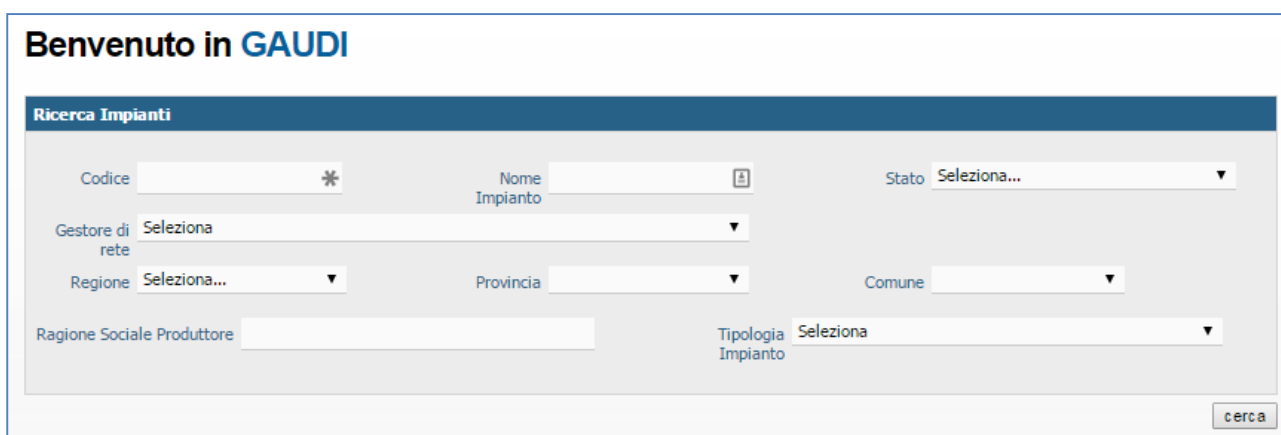 Benvenuto in GAUDI
Ricerca Impianti
Codice
Nome Impianto
Stato Seleziona...
Gestore di rete Seleziona
Regione Seleziona...
Provincia
Comune
Ragione Sociale Produttore
Tipologia Impianto Seleziona
cerca